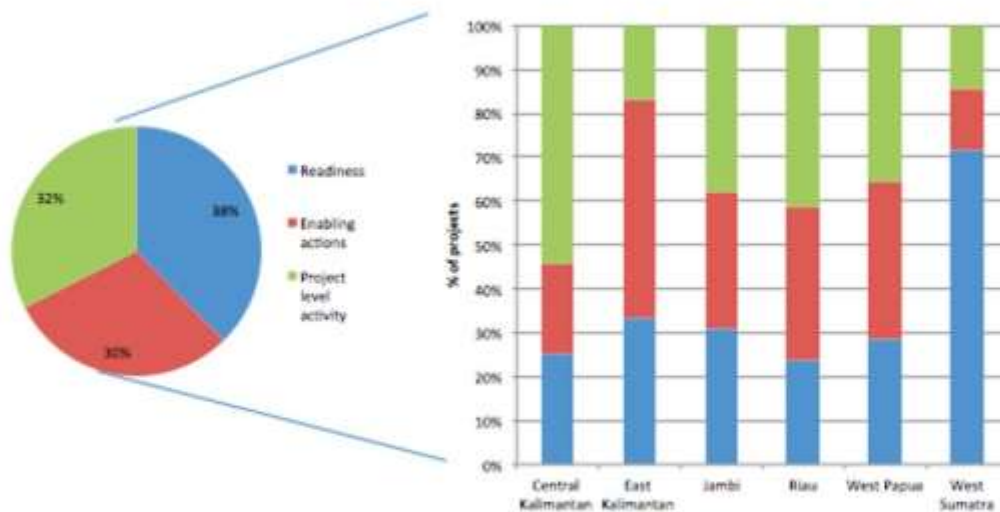 32%
38%
30%
Readiness
Enabling
actions
Project
level
activity
% of projects
100%
90%
80%
70%
60%
50%
40%
30%
20%
10%
0%
Central
Kalimantan
East
Kalimantan
Jambi
Riau
West Papua
West
Sumatra